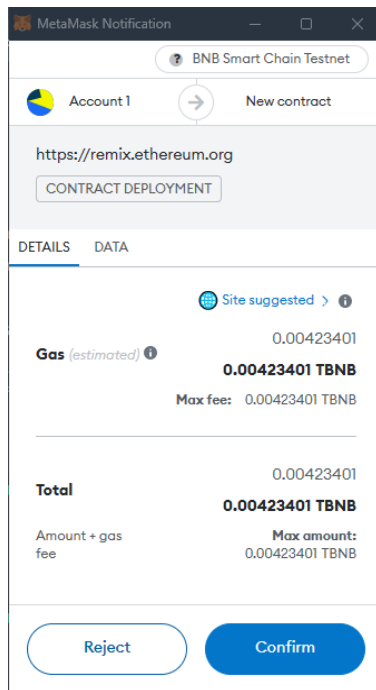 MetaMask Notification
? BNB Smart Chain Testnet
Account 1
New contract
https://remix.ethereum.org
CONTRACT DEPLOYMENT
DETAILS DATA
Site suggested >
0.00423401
Gas (estimated) 0.00423401 TBNB
Max fee: 0.00423401 TBNB
0.00423401
Total 0.00423401 TBNB
Amount + gas fee
Max amount:
0.00423401 TBNB
Reject
Confirm